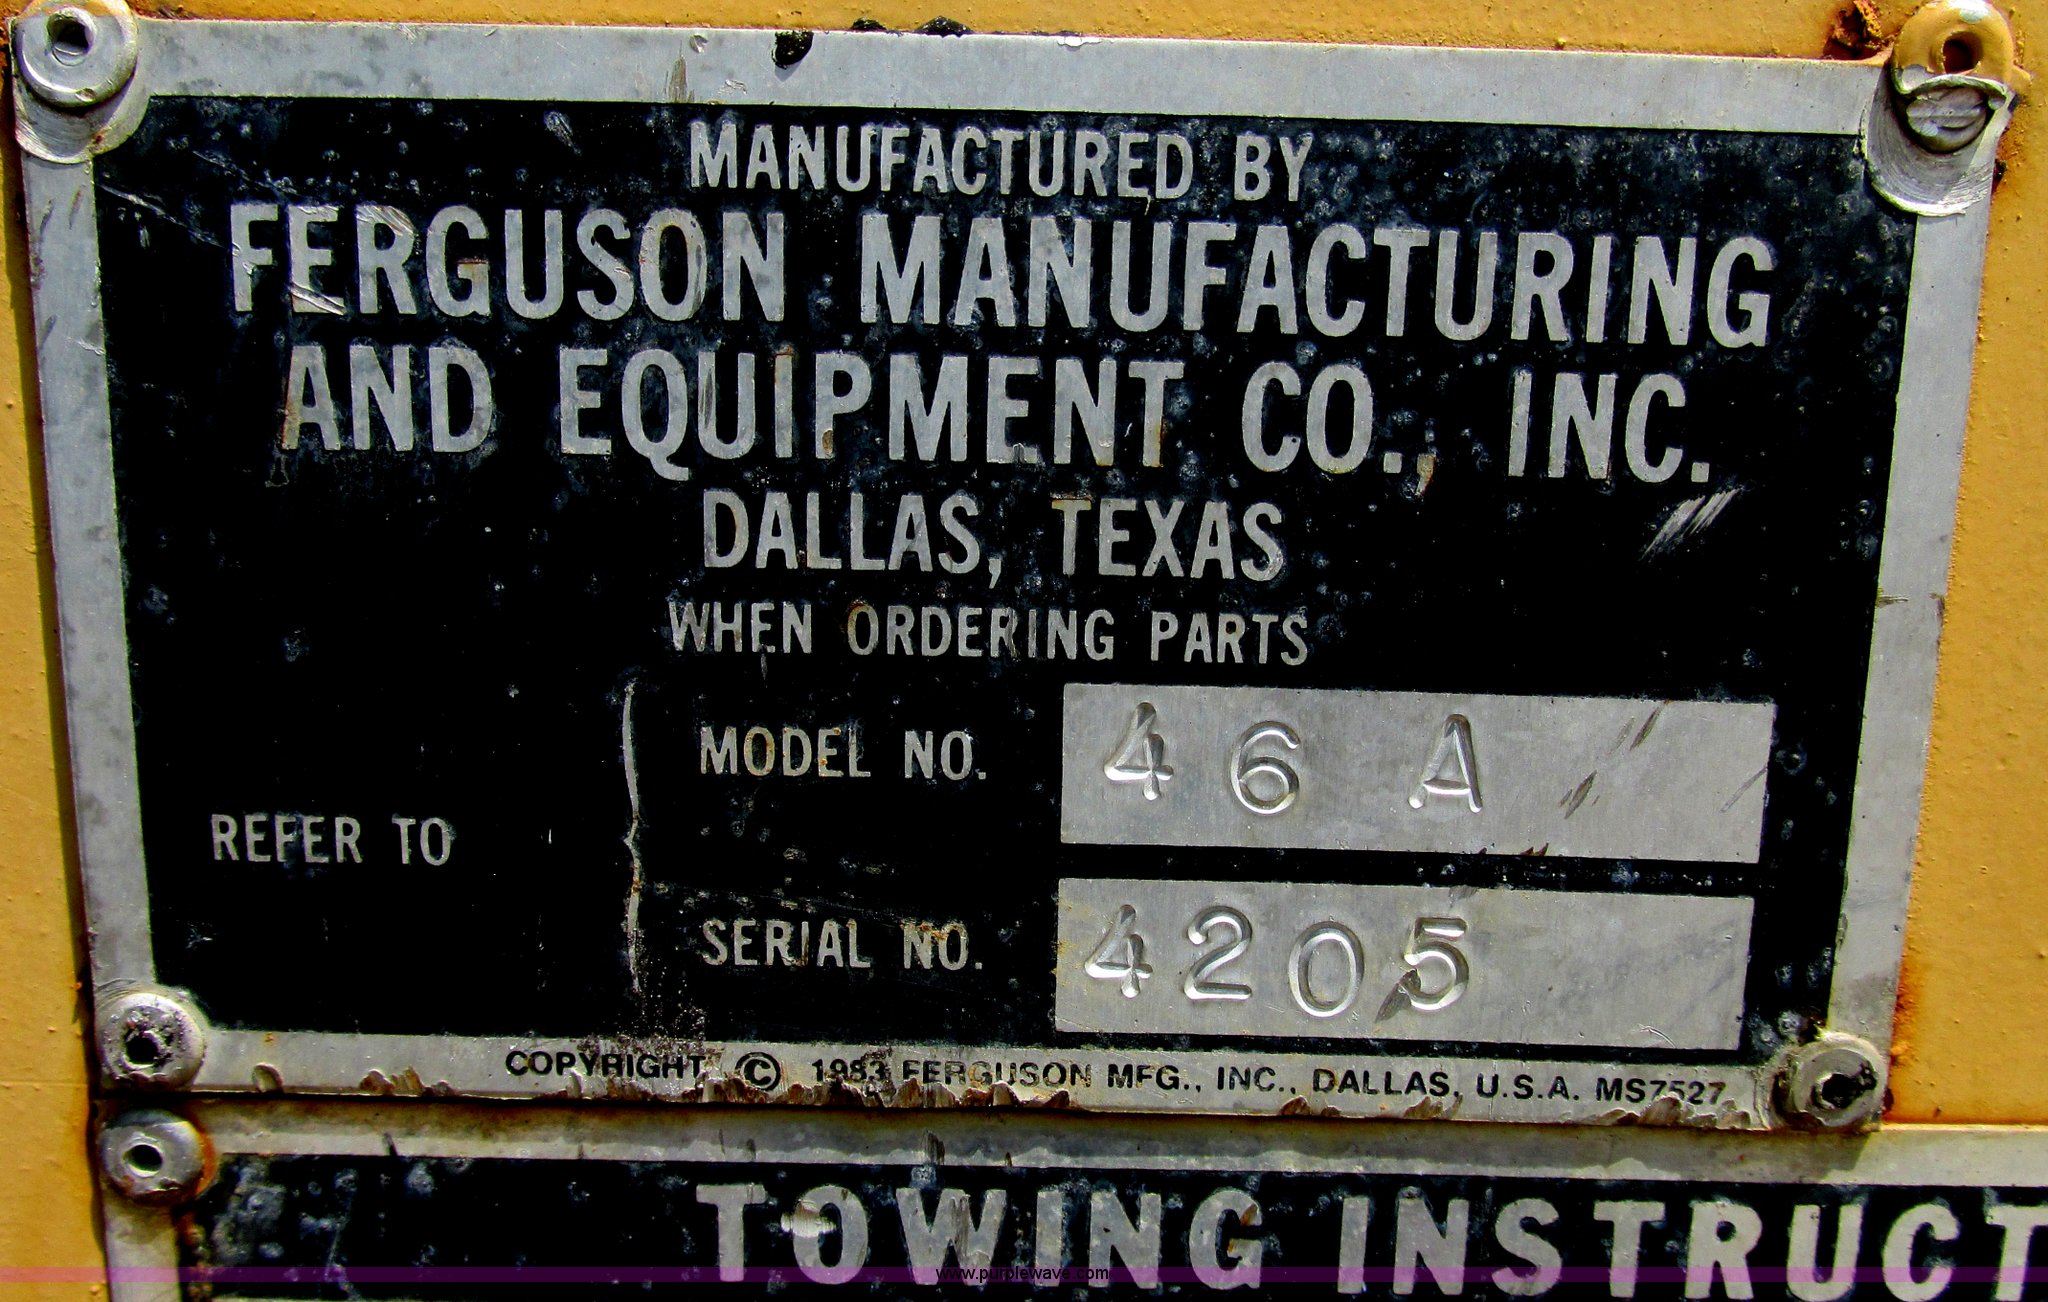 MANUFACTURED BY
FERGUSON MANUFACTURING
AND EQUIPMENT CO., INC.
DALLAS, TEXAS
WHEN ORDERING PARTS
REFER TO
MODEL NO. 46 A
SERIAL NO. 4205
COPYRIGHT © 1983 FERGUSON MFG., INC., DALLAS, U.S.A. MS7527
TOWING INSTRUCT
www.purplewave.com